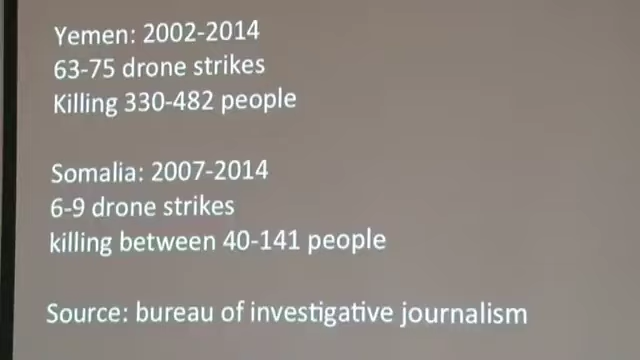 Yemen: 2002-2014
63-75 drone strikes
Killing 330-482 people
Somalia: 2007-2014
6-9 drone strikes
killing between 40-141 people
Source: bureau of investigative journalism